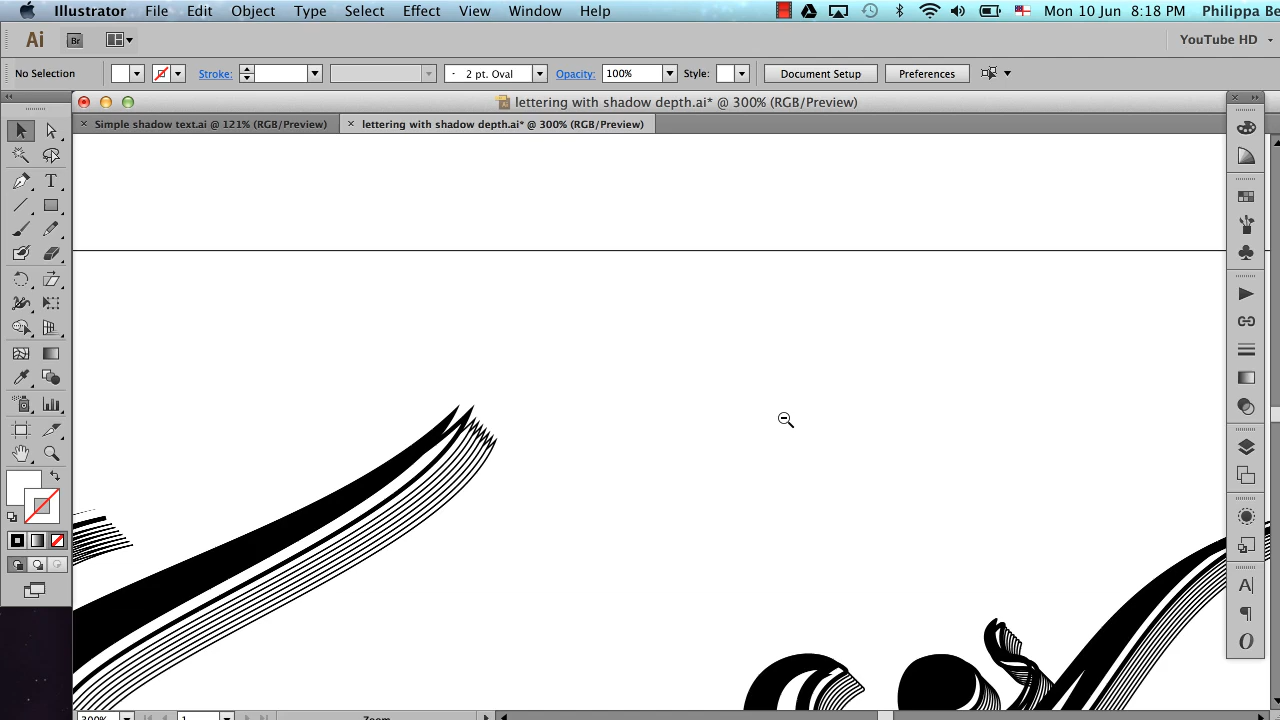 Illustrator File Edit Object Type Select Effect View Window Help Mon 10 Jun 8:18 PM Philippa Be
Ai Br YouTube HD
No Selection Stroke: 2 pt. Oval Opacity: 100% Style: Document Setup Preferences
lettering with shadow depth.ai* @ 300% (RGB/Preview)
× Simple shadow text.ai @ 121% (RGB/Preview) × lettering with shadow depth.ai* @ 300% (RGB/Preview)
300% 1 Zoom